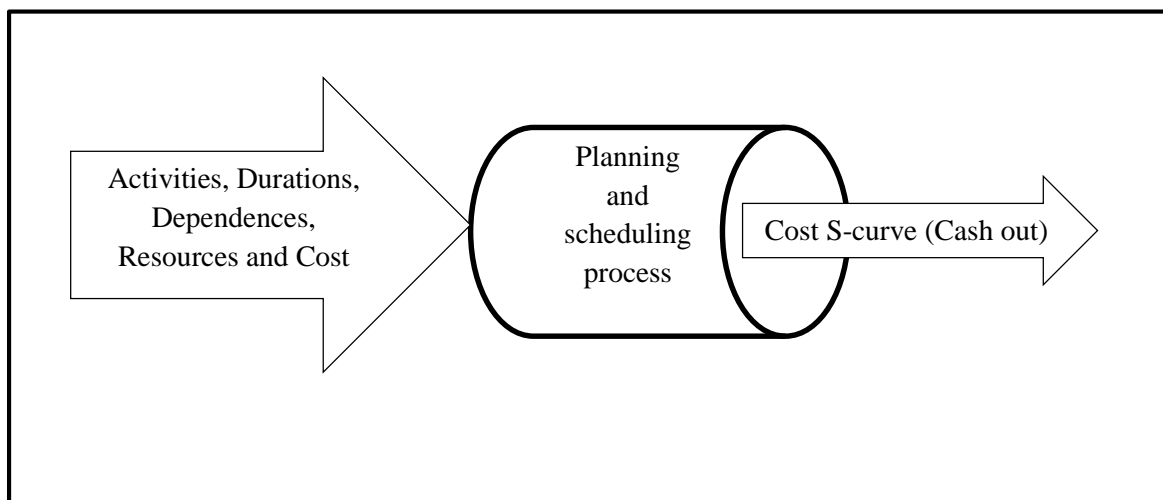 Activities, Durations,
Dependences,
Resources and Cost
Planning
and
scheduling
process
Cost S-curve (Cash out)